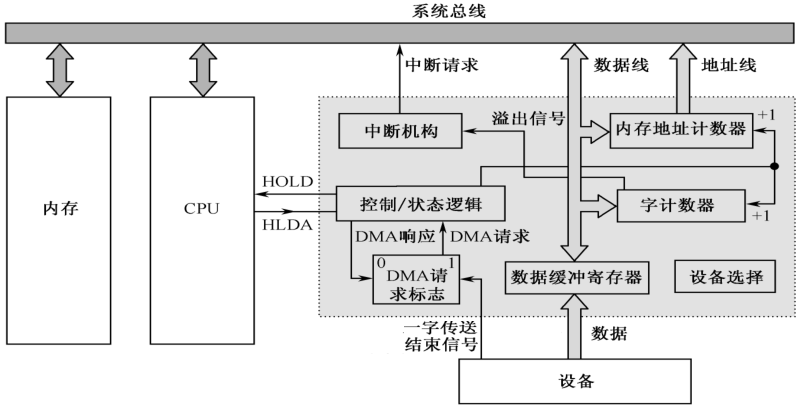 系统总线
中断请求
数据线
地址线
溢出信号
+1
中断机构
内存地址计数器
HOLD
内存
CPU
控制/状态逻辑
字计数器
HLDA
+1
DMA响应
DMA请求
0
1
DMA请
求标志
数据缓冲寄存器
设备选择
一字传送
结束信号
数据
设备